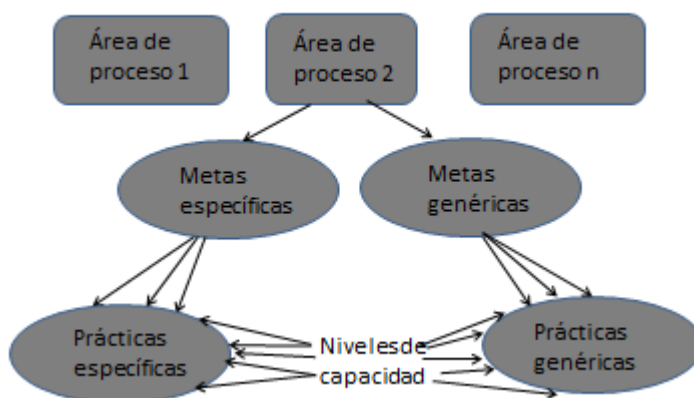 Área de
proceso 1
Área de
proceso 2
Área de
proceso n
Metas
específicas
Metas
genéricas
Prácticas
específicas
Nivelesde
capacidad
Prácticas
genéricas